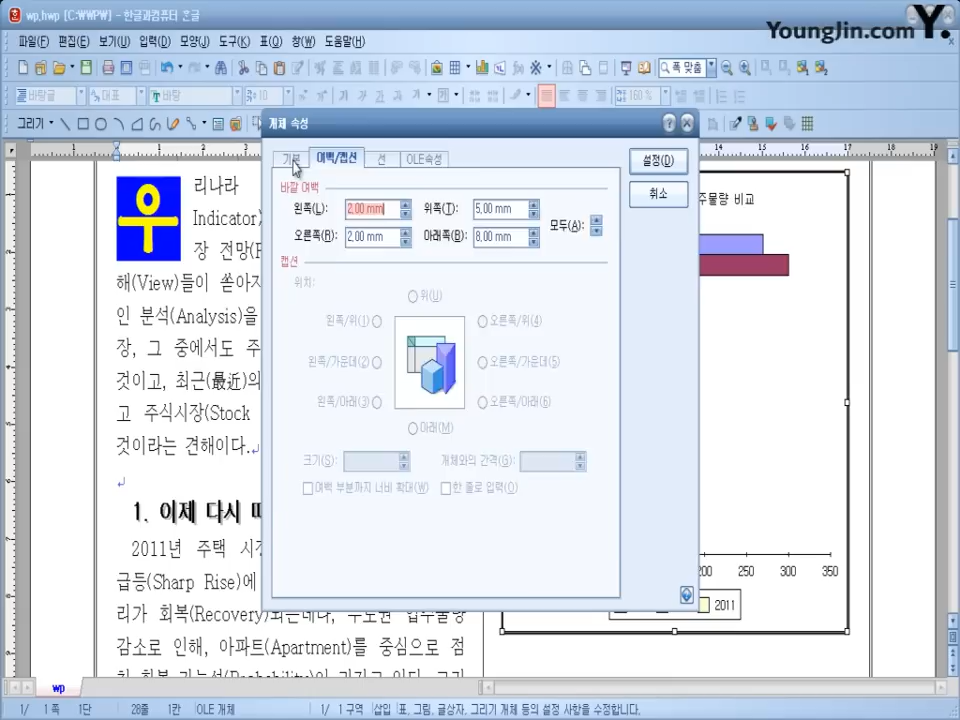 wp.hwp [C:\WWPW] - 한글과컴퓨터 한글
YoungJin.com Y.
파일(F) 편집(E) 보기(U) 입력(D) 모양(J) 도구(K) 표(Q) 창(W) 도움말(H)
폭 맞춤
바탕글 대표 바탕 10 160 %
그리기
개체 속성
기본 여백/캡션 선 OLE속성
바깥 여백
왼쪽(L): 2,00 mm 위쪽(T): 5,00 mm
오른쪽(R): 2,00 mm 아래쪽(B): 8,00 mm
모두(A):
설정(D)
취소
캡션
위치:
위(U)
왼쪽/위(1) 오른쪽/위(4)
왼쪽/가운데(2) 오른쪽/가운데(5)
왼쪽/아래(3) 오른쪽/아래(6)
아래(M)
크기(S): 개체와의 간격(G):
여백 부분까지 너비 확대(W) 한 줄로 입력(O)
우
리나라
Indicator)
장 전망(F
해(View)들이 쏟아지
인 분석(Analysis)을
장, 그 중에서도 주
것이고, 최근(最近)의
고 주식시장(Stock
것이라는 견해이다.
1. 이제 다시
2011년 주택 시장
급등(Sharp Rise)에
리가 회복(Recovery)되는데다, 수도권 입주물량
감소로 인해, 아파트(Apartment)를 중심으로 점
주물량 비교
200 250 300 350
2011
wp
1/ 1 쪽 1단 28줄 1칸 OLE 개체 1/ 1 구역 삽입 표, 그림, 글상자, 그리기 개체 등의 설정 사항을 수정합니다.